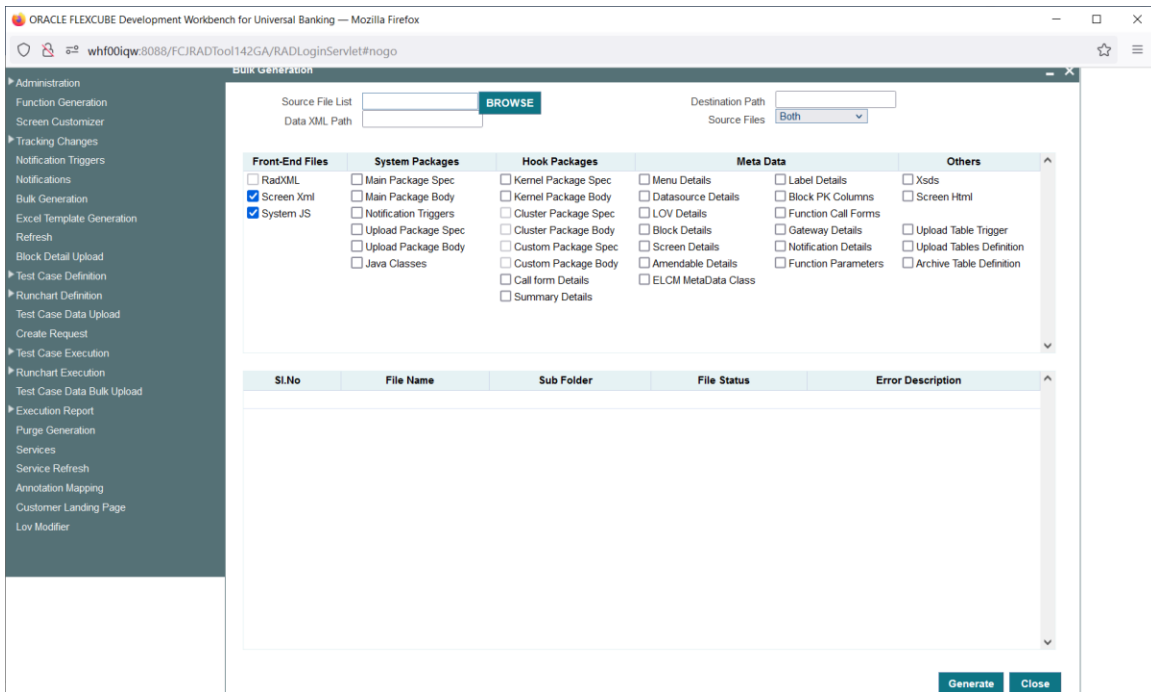 ORACLE FLEXCUBE Development Workbench for Universal Banking — Mozilla Firefox
whf00iqw:8088/FCJRADTool142GA/RADLoginServlet#nogo
Administration
Function Generation
Screen Customizer
Tracking Changes
Notification Triggers
Notifications
Bulk Generation
Excel Template Generation
Refresh
Block Detail Upload
Test Case Definition
Runchart Definition
Test Case Data Upload
Create Request
Test Case Execution
Runchart Execution
Test Case Data Bulk Upload
Execution Report
Purge Generation
Services
Service Refresh
Annotation Mapping
Customer Landing Page
Lov Modifier
Bulk Generation
Source File List BROWSE Destination Path
Data XML Path Source Files Both
Front-End Files System Packages Hook Packages Meta Data Others
RadXML Main Package Spec Kernel Package Spec Menu Details Label Details Xsds
Screen Xml Main Package Body Kernel Package Body Datasource Details Block PK Columns Screen Html
System JS Notification Triggers Cluster Package Spec LOV Details Function Call Forms
Upload Package Spec Cluster Package Body Block Details Gateway Details Upload Table Trigger
Upload Package Body Custom Package Spec Screen Details Notification Details Upload Tables Definition
Java Classes Custom Package Body Amendable Details Function Parameters Archive Table Definition
Call form Details ELCM MetaData Class
Summary Details
Sl.No File Name Sub Folder File Status Error Description
Generate Close